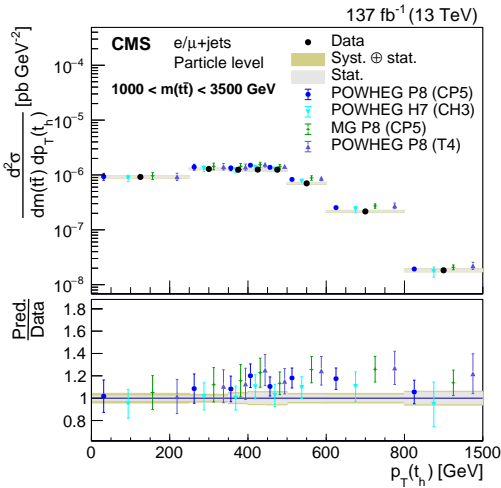 137 fb⁻¹ (13 TeV)
CMS e/μ+jets
Particle level
1000 < m(tt̄) < 3500 GeV
Data
Syst. ⊕ stat.
Stat.
POWHEG P8 (CP5)
POWHEG H7 (CH3)
MG P8 (CP5)
POWHEG P8 (T4)
d²σ
dm(tt̄) dp_T(t_h) [pb GeV⁻²]
10⁻⁴
10⁻⁵
10⁻⁶
10⁻⁷
10⁻⁸
Pred.
Data
1.8
1.6
1.4
1.2
1
0.8
0 200 400 600 800 1500
p_T(t_h) [GeV]